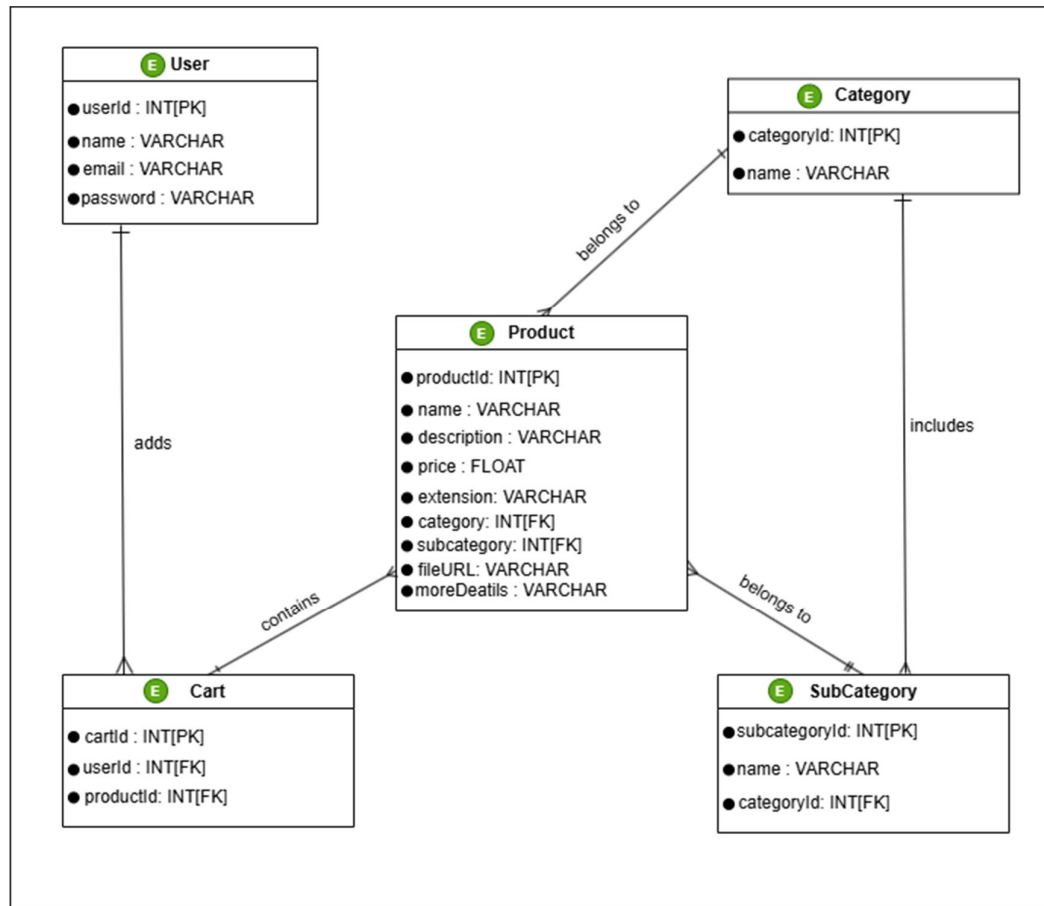 E User
userId : INT[PK]
name : VARCHAR
email : VARCHAR
password : VARCHAR
E Category
categoryId: INT[PK]
name : VARCHAR
belongs to
E Product
productId: INT[PK]
name : VARCHAR
description : VARCHAR
price : FLOAT
extension: VARCHAR
category: INT[FK]
subcategory: INT[FK]
fileURL: VARCHAR
moreDeatils : VARCHAR
adds
includes
contains
belongs to
E Cart
cartId : INT[PK]
userId : INT[FK]
productId: INT[FK]
E SubCategory
subcategoryId: INT[PK]
name : VARCHAR
categoryId: INT[FK]